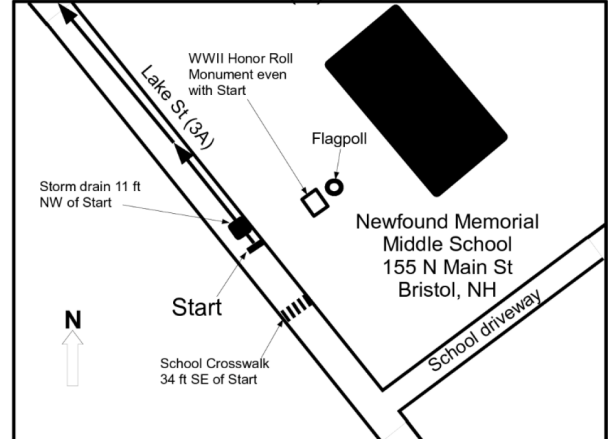 WWII Honor Roll
Monument even
with Start
Lake St (3A)
Flagpoll
Storm drain 11 ft
NW of Start
Newfound Memorial
Middle School
155 N Main St
Bristol, NH
Start
N
School Crosswalk
34 ft SE of Start
School driveway